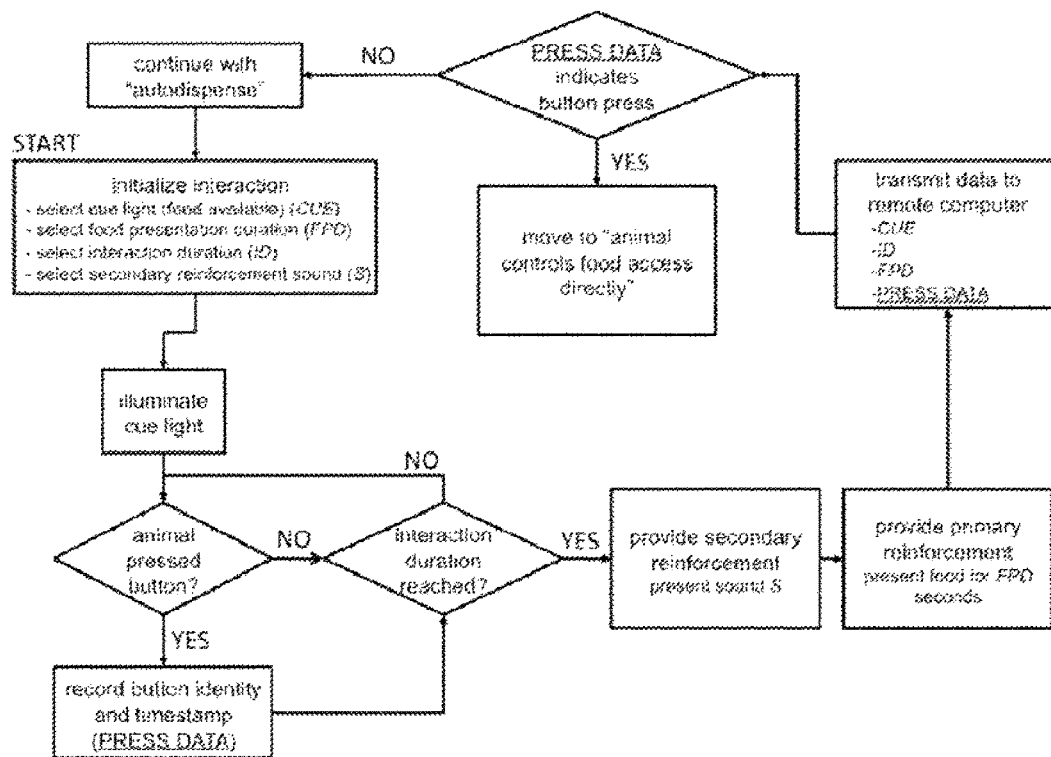 continue with
"autodispense"
NO
PRESS DATA
indicates
button press
YES
move to "animal
controls food access
directly"
START
initialize interaction
- select cue light (food available) (CUE)
- select food presentation duration (FPD)
- select interaction duration (ID)
- select secondary reinforcement sound (S)
transmit data to
remote computer
-CUE
-ID
-FPD
-PRESS DATA
illuminate
cue light
NO
animal
pressed
button?
NO
interaction
duration
reached?
YES
provide secondary
reinforcement
present sound S
provide primary
reinforcement
present food for FPD
seconds
YES
record button identity
and timestamp
(PRESS DATA)